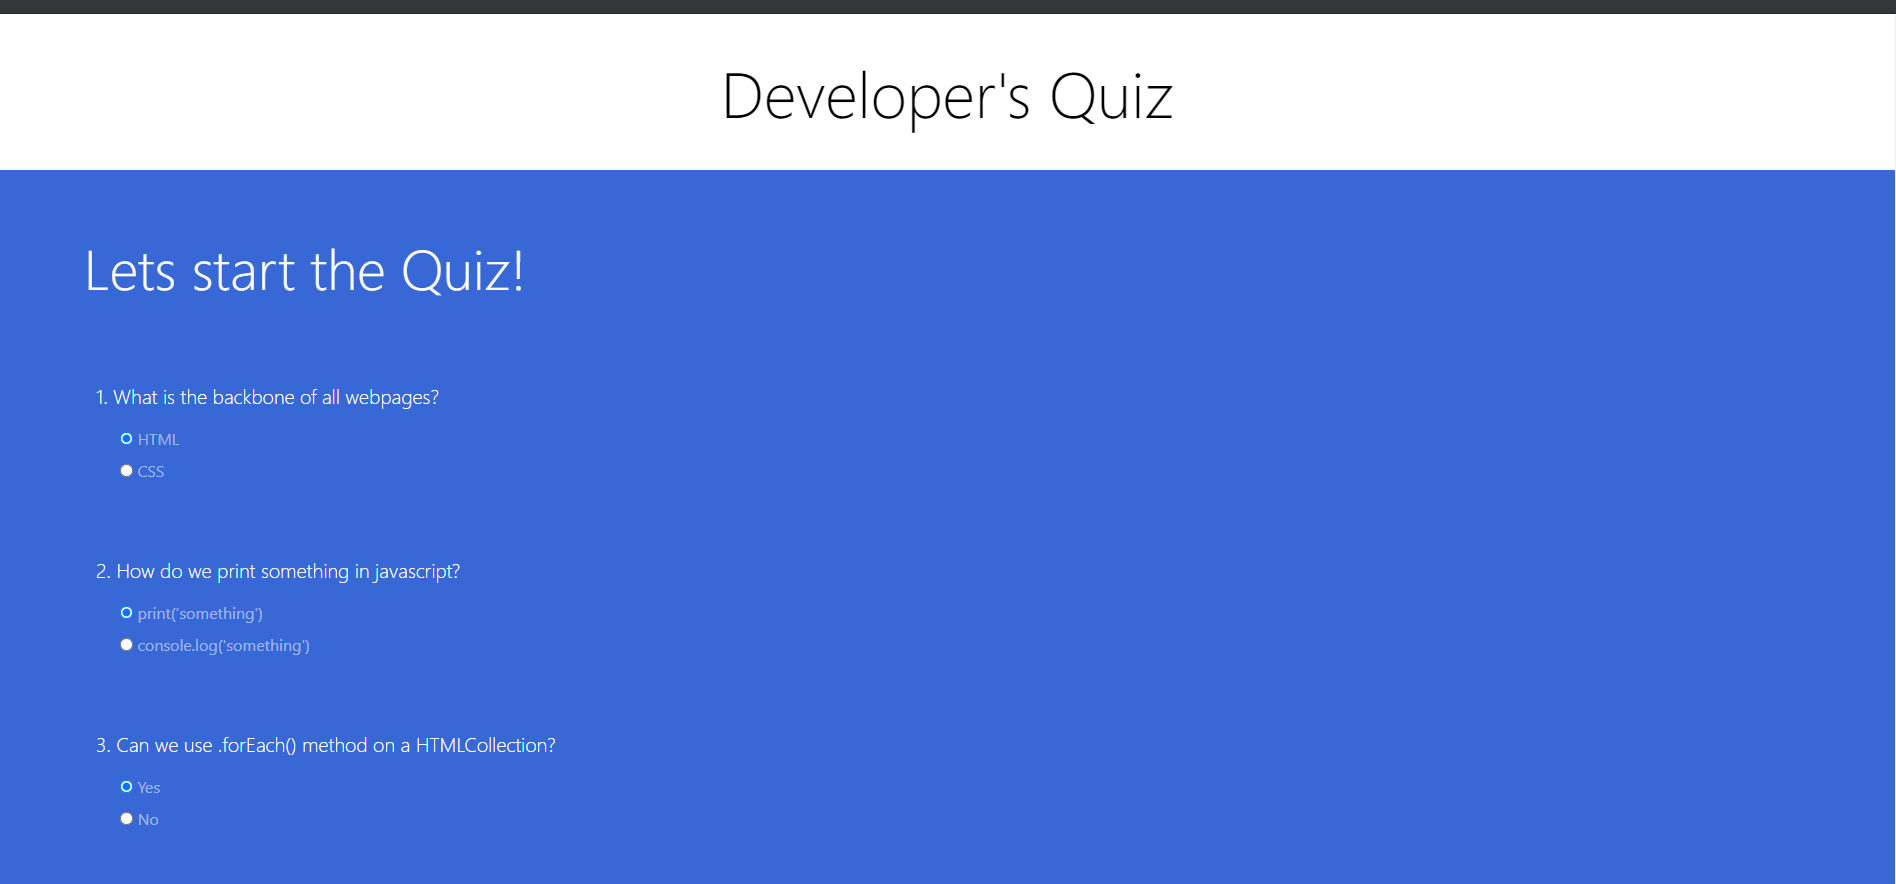 Developer's Quiz
Lets start the Quiz!
1. What is the backbone of all webpages?
HTML
CSS
2. How do we print something in javascript?
print('something')
console.log('something')
3. Can we use .forEach() method on a HTMLCollection?
Yes
No